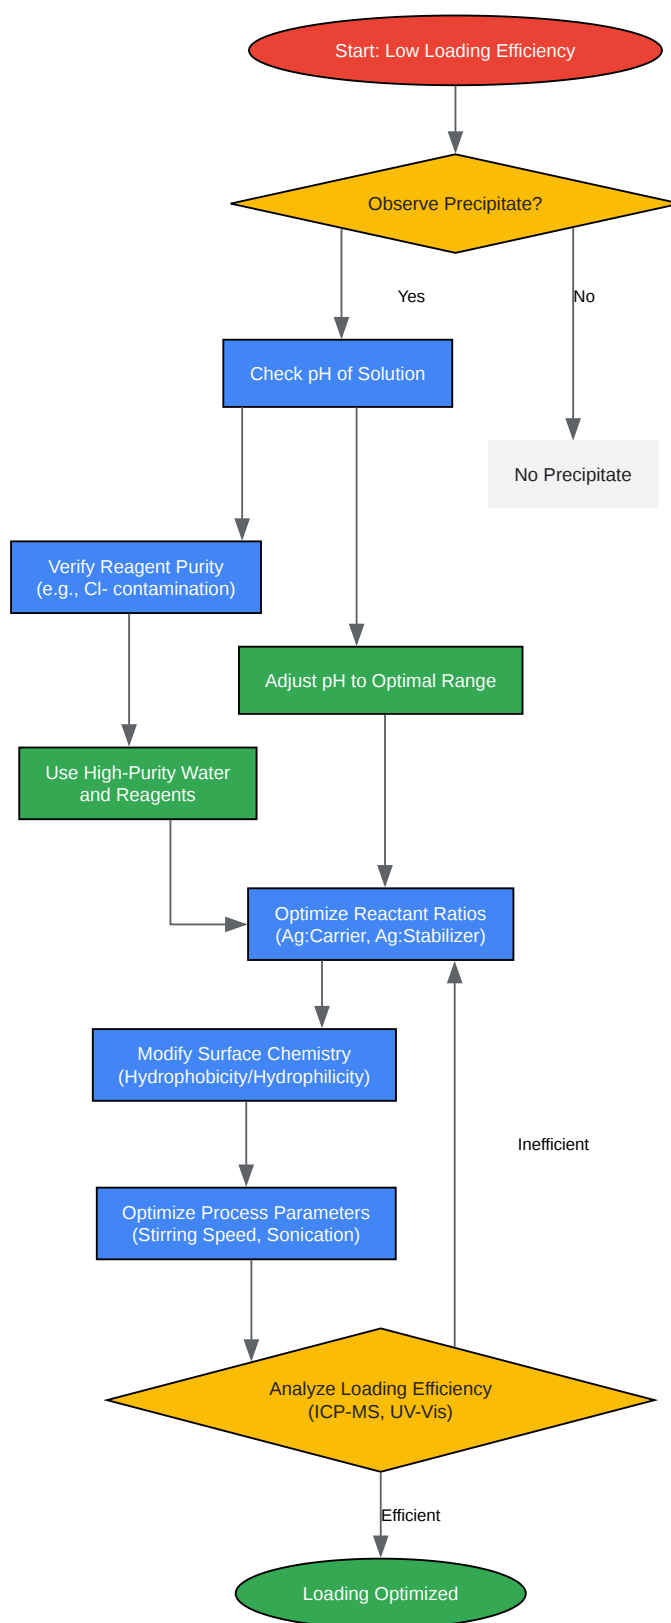 Start: Low Loading Efficiency
Observe Precipitate?
Yes
No
Check pH of Solution
No Precipitate
Verify Reagent Purity
(e.g., Cl- contamination)
Adjust pH to Optimal Range
Use High-Purity Water
and Reagents
Optimize Reactant Ratios
(Ag:Carrier, Ag:Stabilizer)
Modify Surface Chemistry
(Hydrophobicity/Hydrophilicity)
Inefficient
Optimize Process Parameters
(Stirring Speed, Sonication)
Analyze Loading Efficiency
(ICP-MS, UV-Vis)
Efficient
Loading Optimized